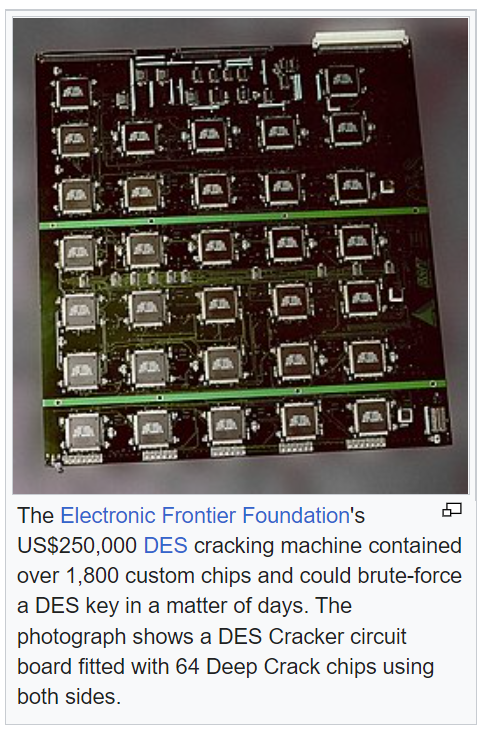 The Electronic Frontier Foundation's
US$250,000 DES cracking machine contained
over 1,800 custom chips and could brute-force
a DES key in a matter of days. The
photograph shows a DES Cracker circuit
board fitted with 64 Deep Crack chips using
both sides.